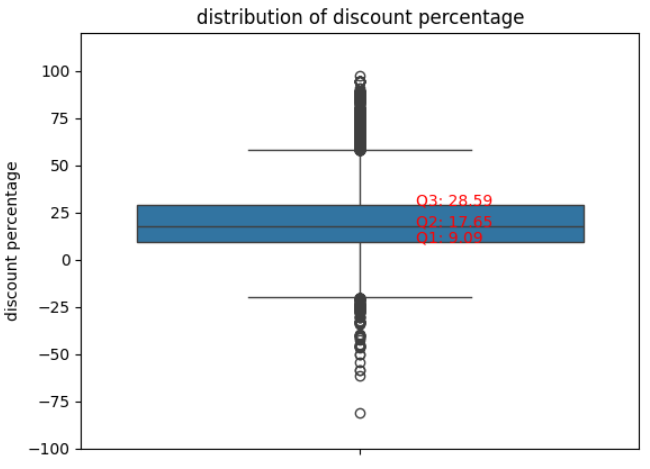 distribution of discount percentage
100
75
50
25
0
−25
−50
−75
−100
discount percentage
Q3: 28.59
Q2: 17.65
Q1: 9.09